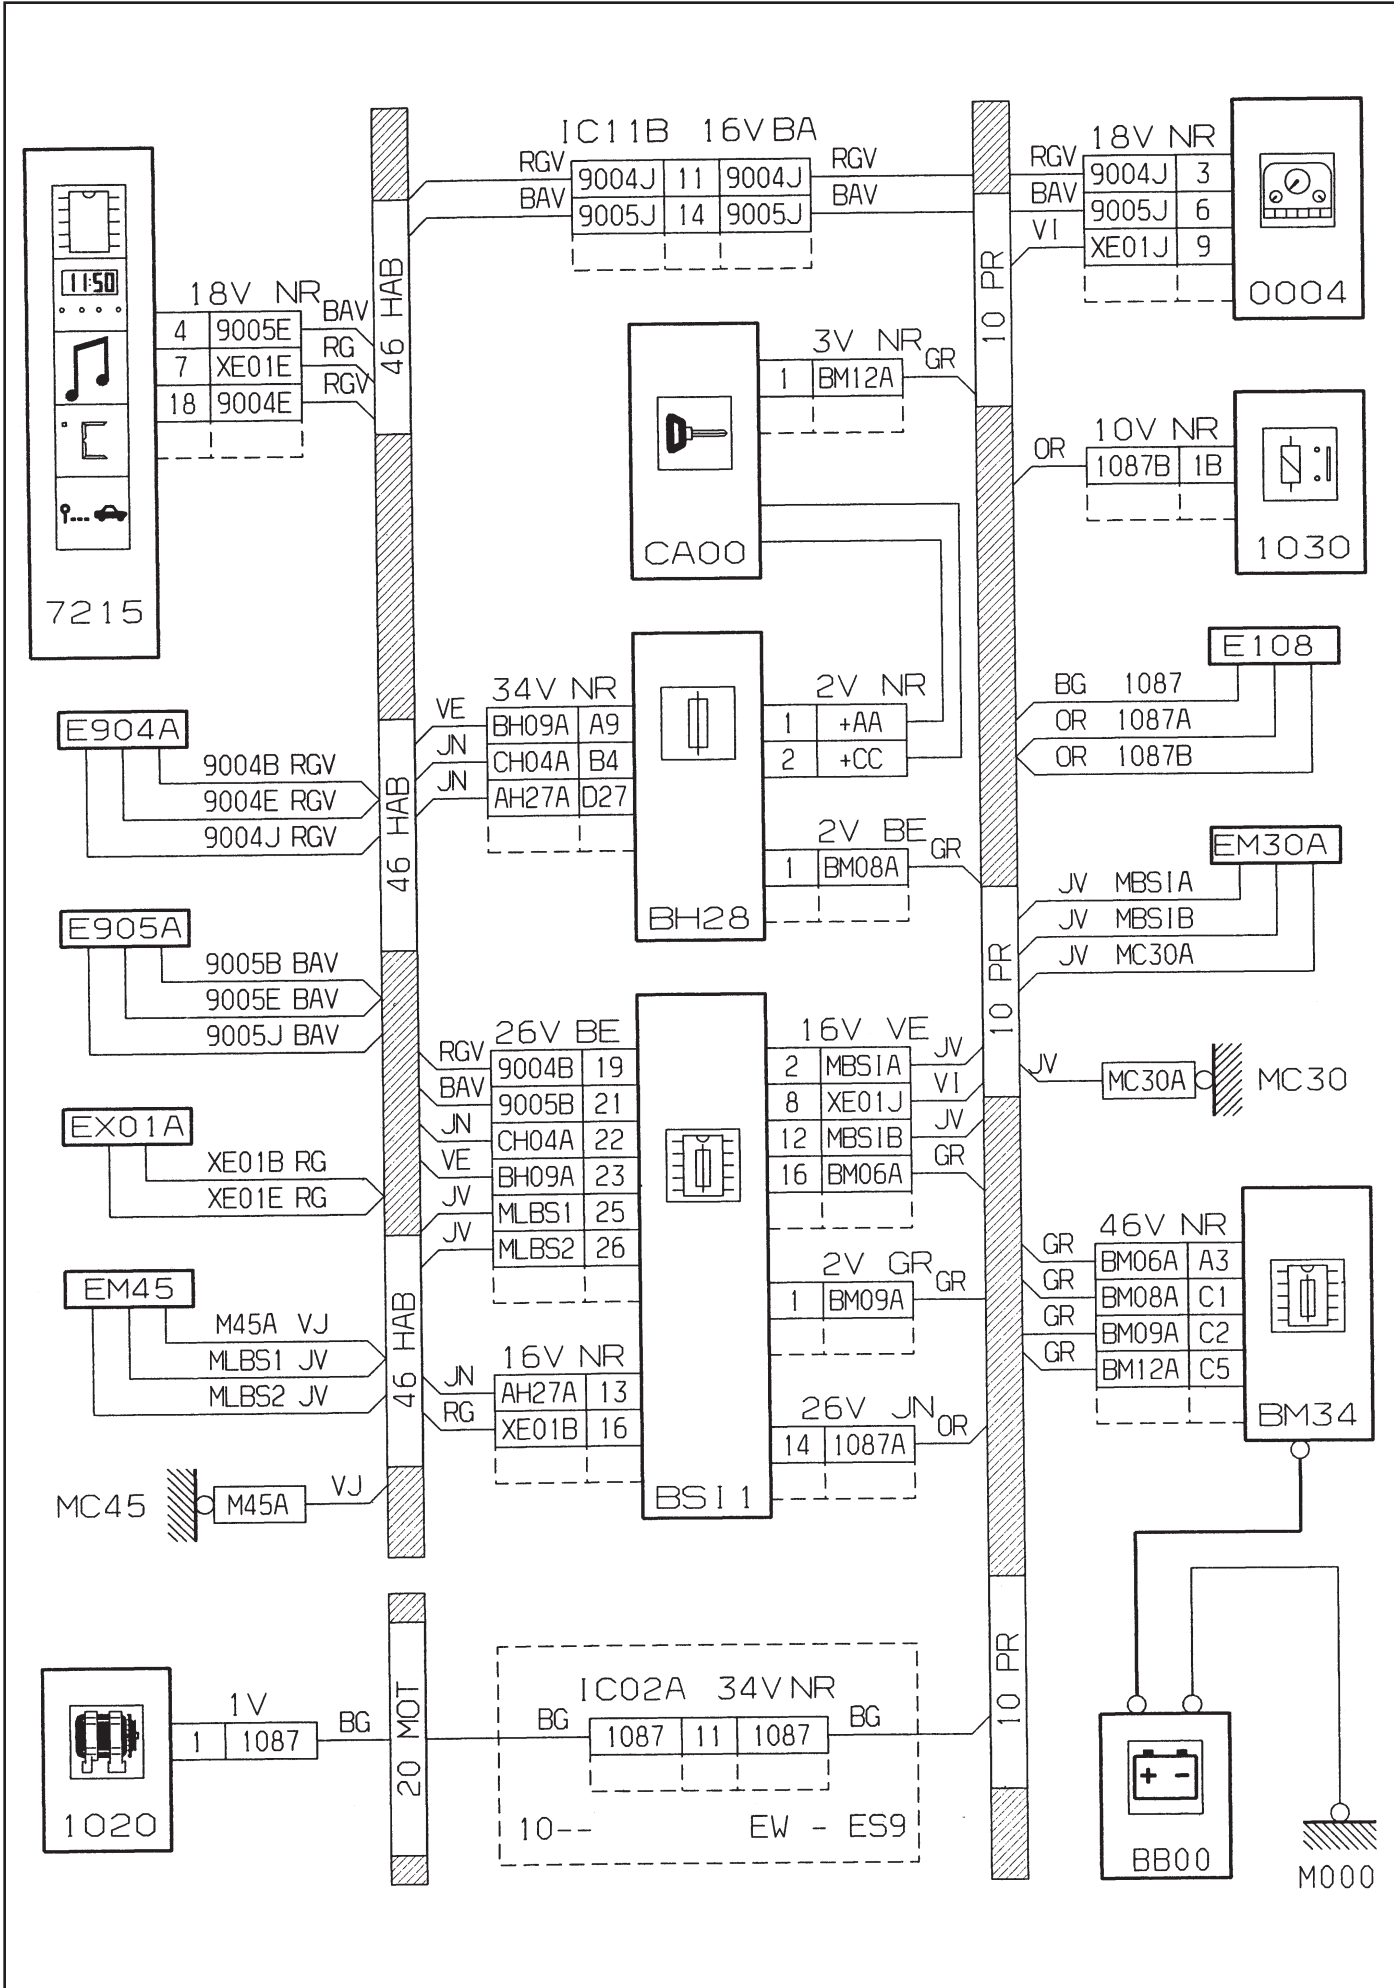 IC11B 16V BA
RGV 9004J 11 9004J RGV
BAV 9005J 14 9005J BAV
18V NR
RGV 9004J 3
BAV 9005J 6
VI XE01J 9
0004
11:50
18V NR
4 9005E BAV
7 XE01E RG
18 9004E RGV
7215
46 HAB
10 PR
3V NR
1 BM12A GR
CA00
10V NR
OR 1087B 1B
1030
E108
BG 1087
OR 1087A
OR 1087B
34V NR
VE BH09A A9
JN CH04A B4
JN AH27A D27
2V NR
1 +AA
2 +CC
2V BE
1 BM08A GR
BH28
E904A
9004B RGV
9004E RGV
9004J RGV
46 HAB
EM30A
JV MBSIA
JV MBSIB
JV MC30A
10 PR
E905A
9005B BAV
9005E BAV
9005J BAV
26V BE
RGV 9004B 19
BAV 9005B 21
JN CH04A 22
VE BH09A 23
JV MLBS1 25
JV MLBS2 26
16V VE
2 MBSIA JV
8 XE01J VI
12 MBSIB JV
16 BM06A GR
JV MC30A MC30
EX01A
XE01B RG
XE01E RG
2V GR
1 BM09A GR
46V NR
GR BM06A A3
GR BM08A C1
GR BM09A C2
GR BM12A C5
BM34
EM45
M45A VJ
MLBS1 JV
MLBS2 JV
46 HAB
16V NR
JN AH27A 13
RG XE01B 16
26V JN
14 1087A OR
BSI1
MC45 M45A VJ
1V
1 1087 BG
1020
20 MOT
IC02A 34V NR
BG 1087 11 1087 BG
10-- EW - ES9
10 PR
+ -
BB00
M000